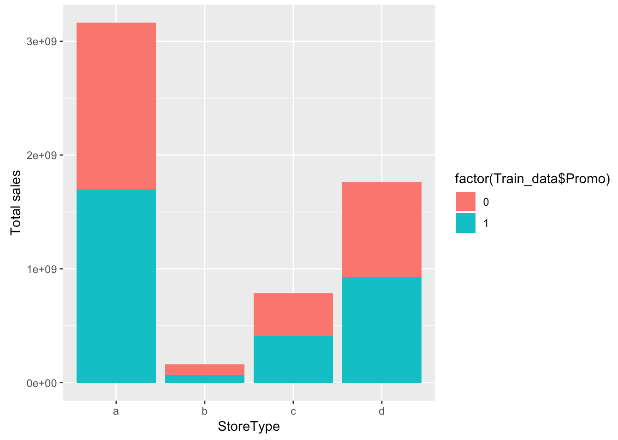 3e+09
2e+09
1e+09
0e+00
Total sales
a b c d
StoreType
factor(Train_data$Promo)
0
1